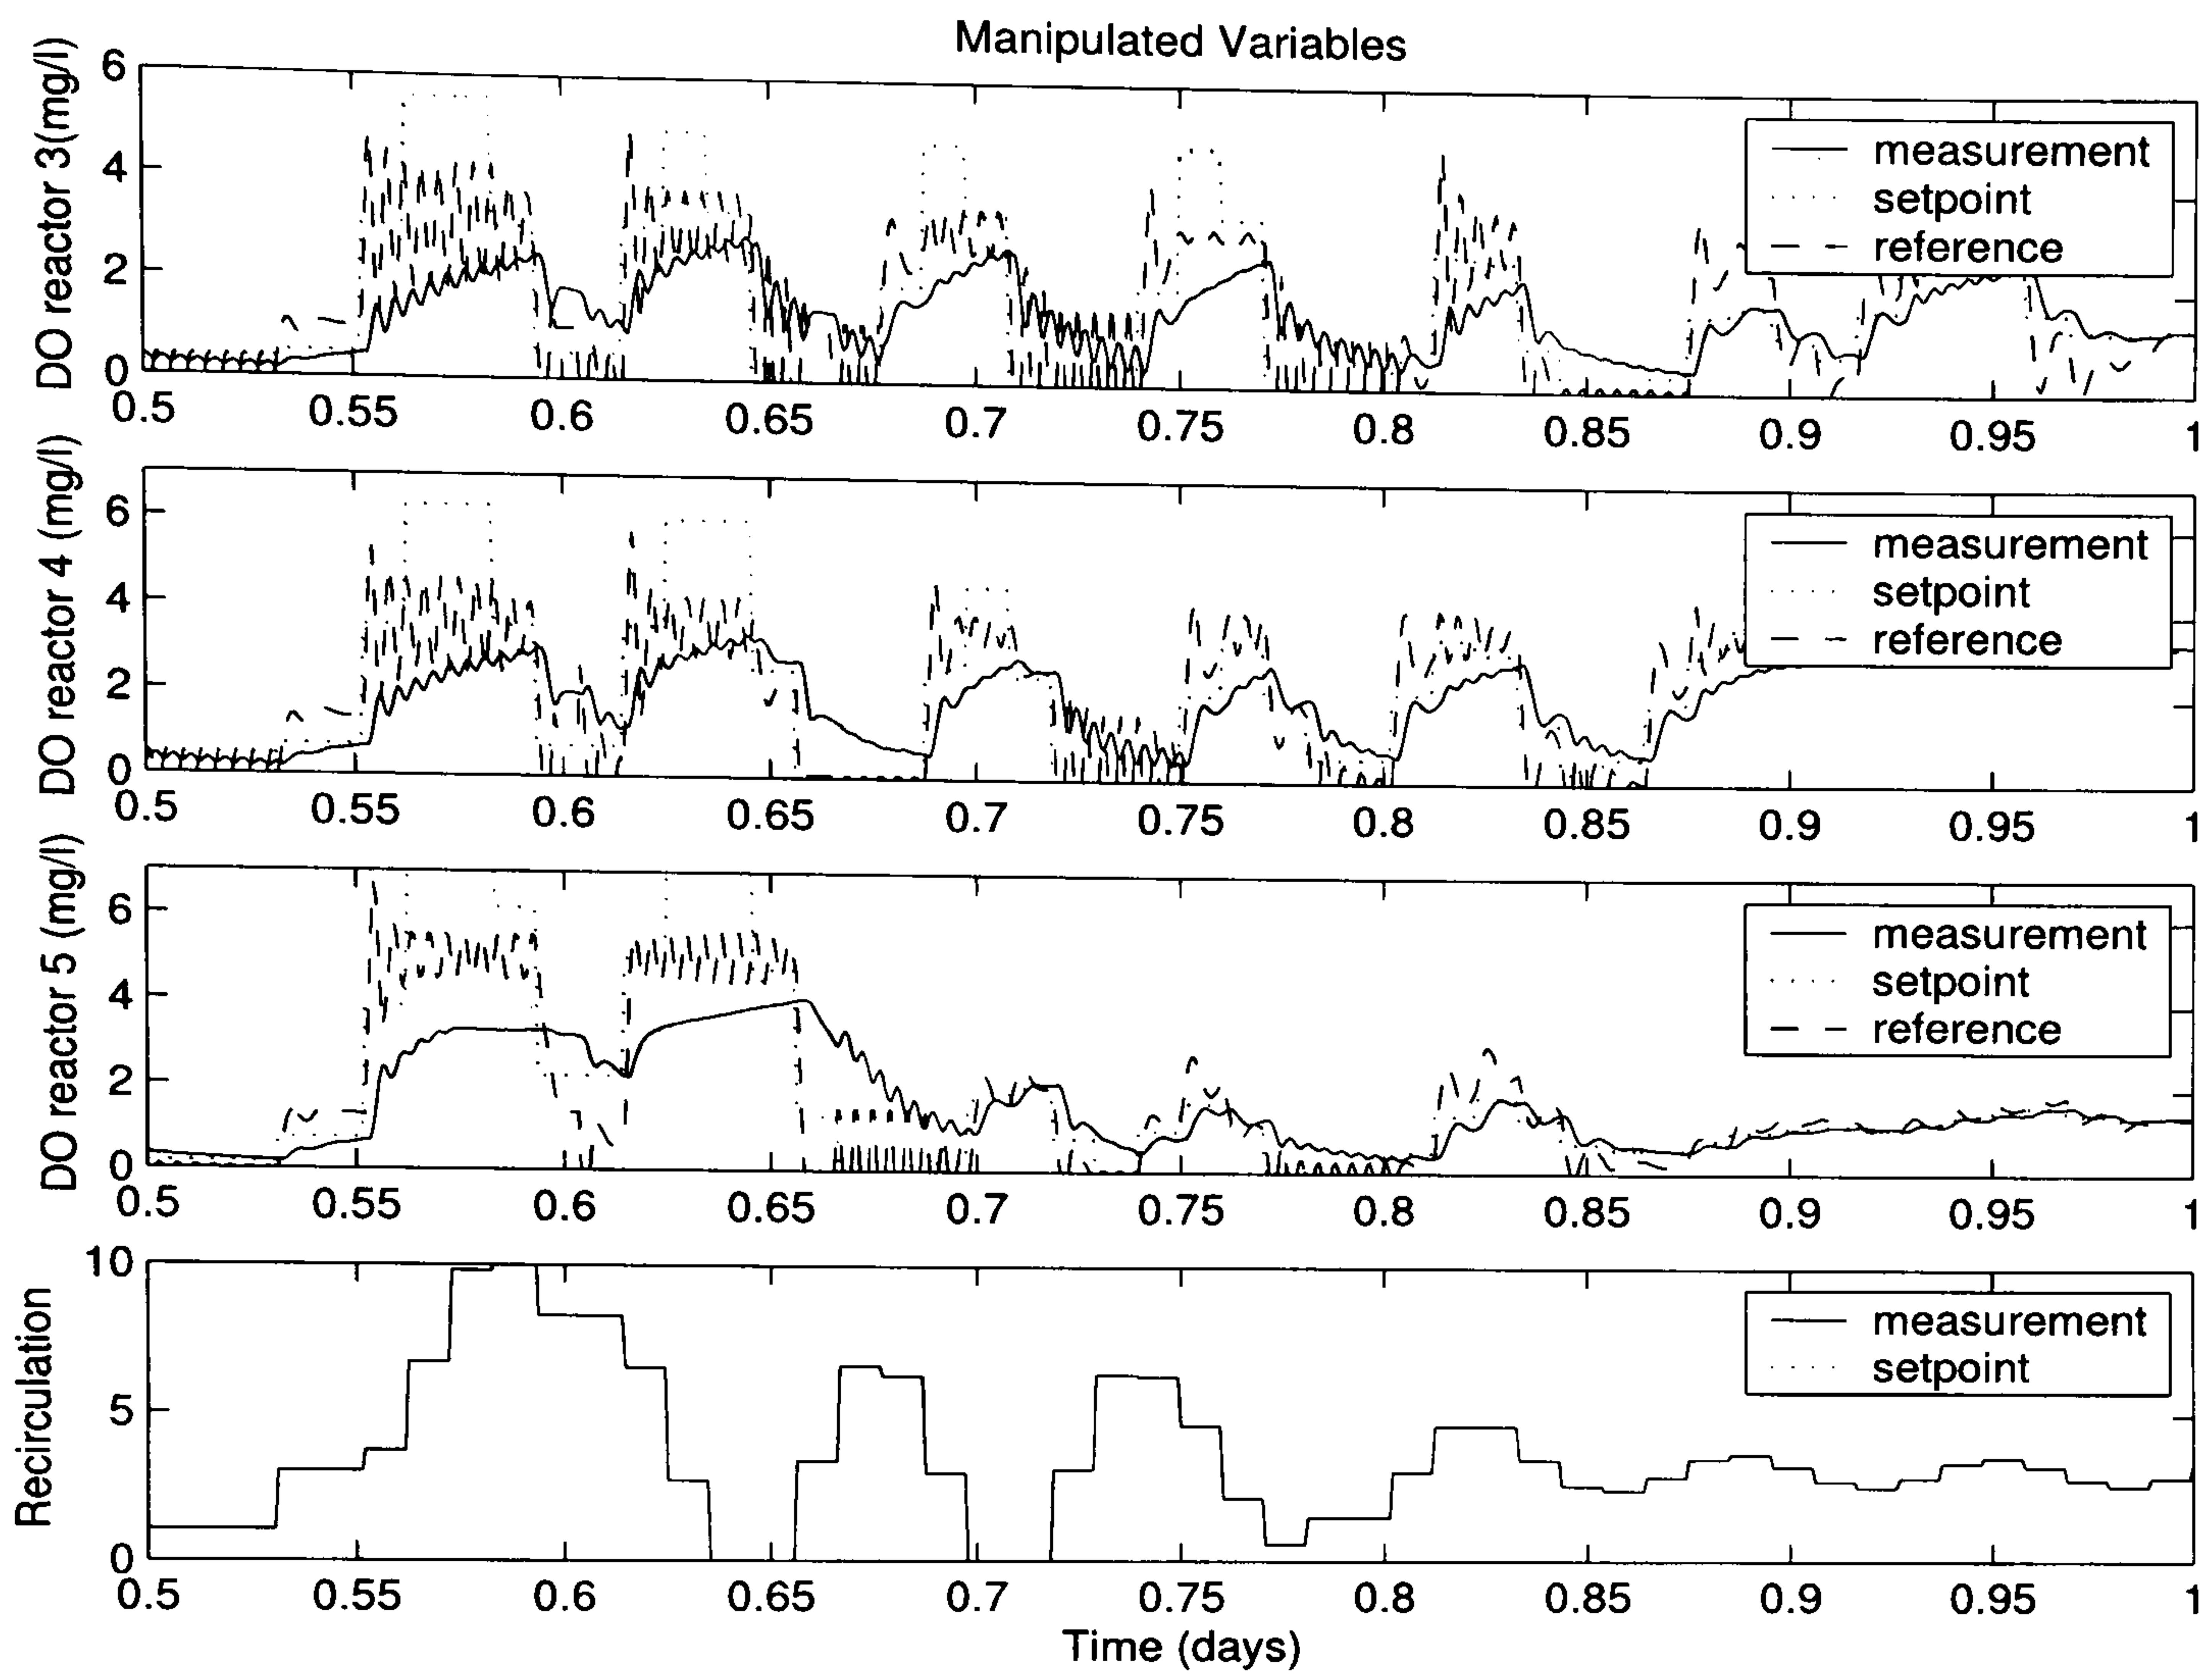 Manipulated Variables
DO reactor 3(mg/l)
6
4
2
0
measurement
setpoint
reference
0.5 0.55 0.6 0.65 0.7 0.75 0.8 0.85 0.9 0.95 1
DO reactor 4 (mg/l)
6
4
2
0
measurement
setpoint
reference
0.5 0.55 0.6 0.65 0.7 0.75 0.8 0.85 0.9 0.95 1
DO reactor 5 (mg/l)
6
4
2
0
measurement
setpoint
reference
0.5 0.55 0.6 0.65 0.7 0.75 0.8 0.85 0.9 0.95 1
Recirculation
10
5
0
measurement
setpoint
0.5 0.55 0.6 0.65 0.7 0.75 0.8 0.85 0.9 0.95 1
Time (days)